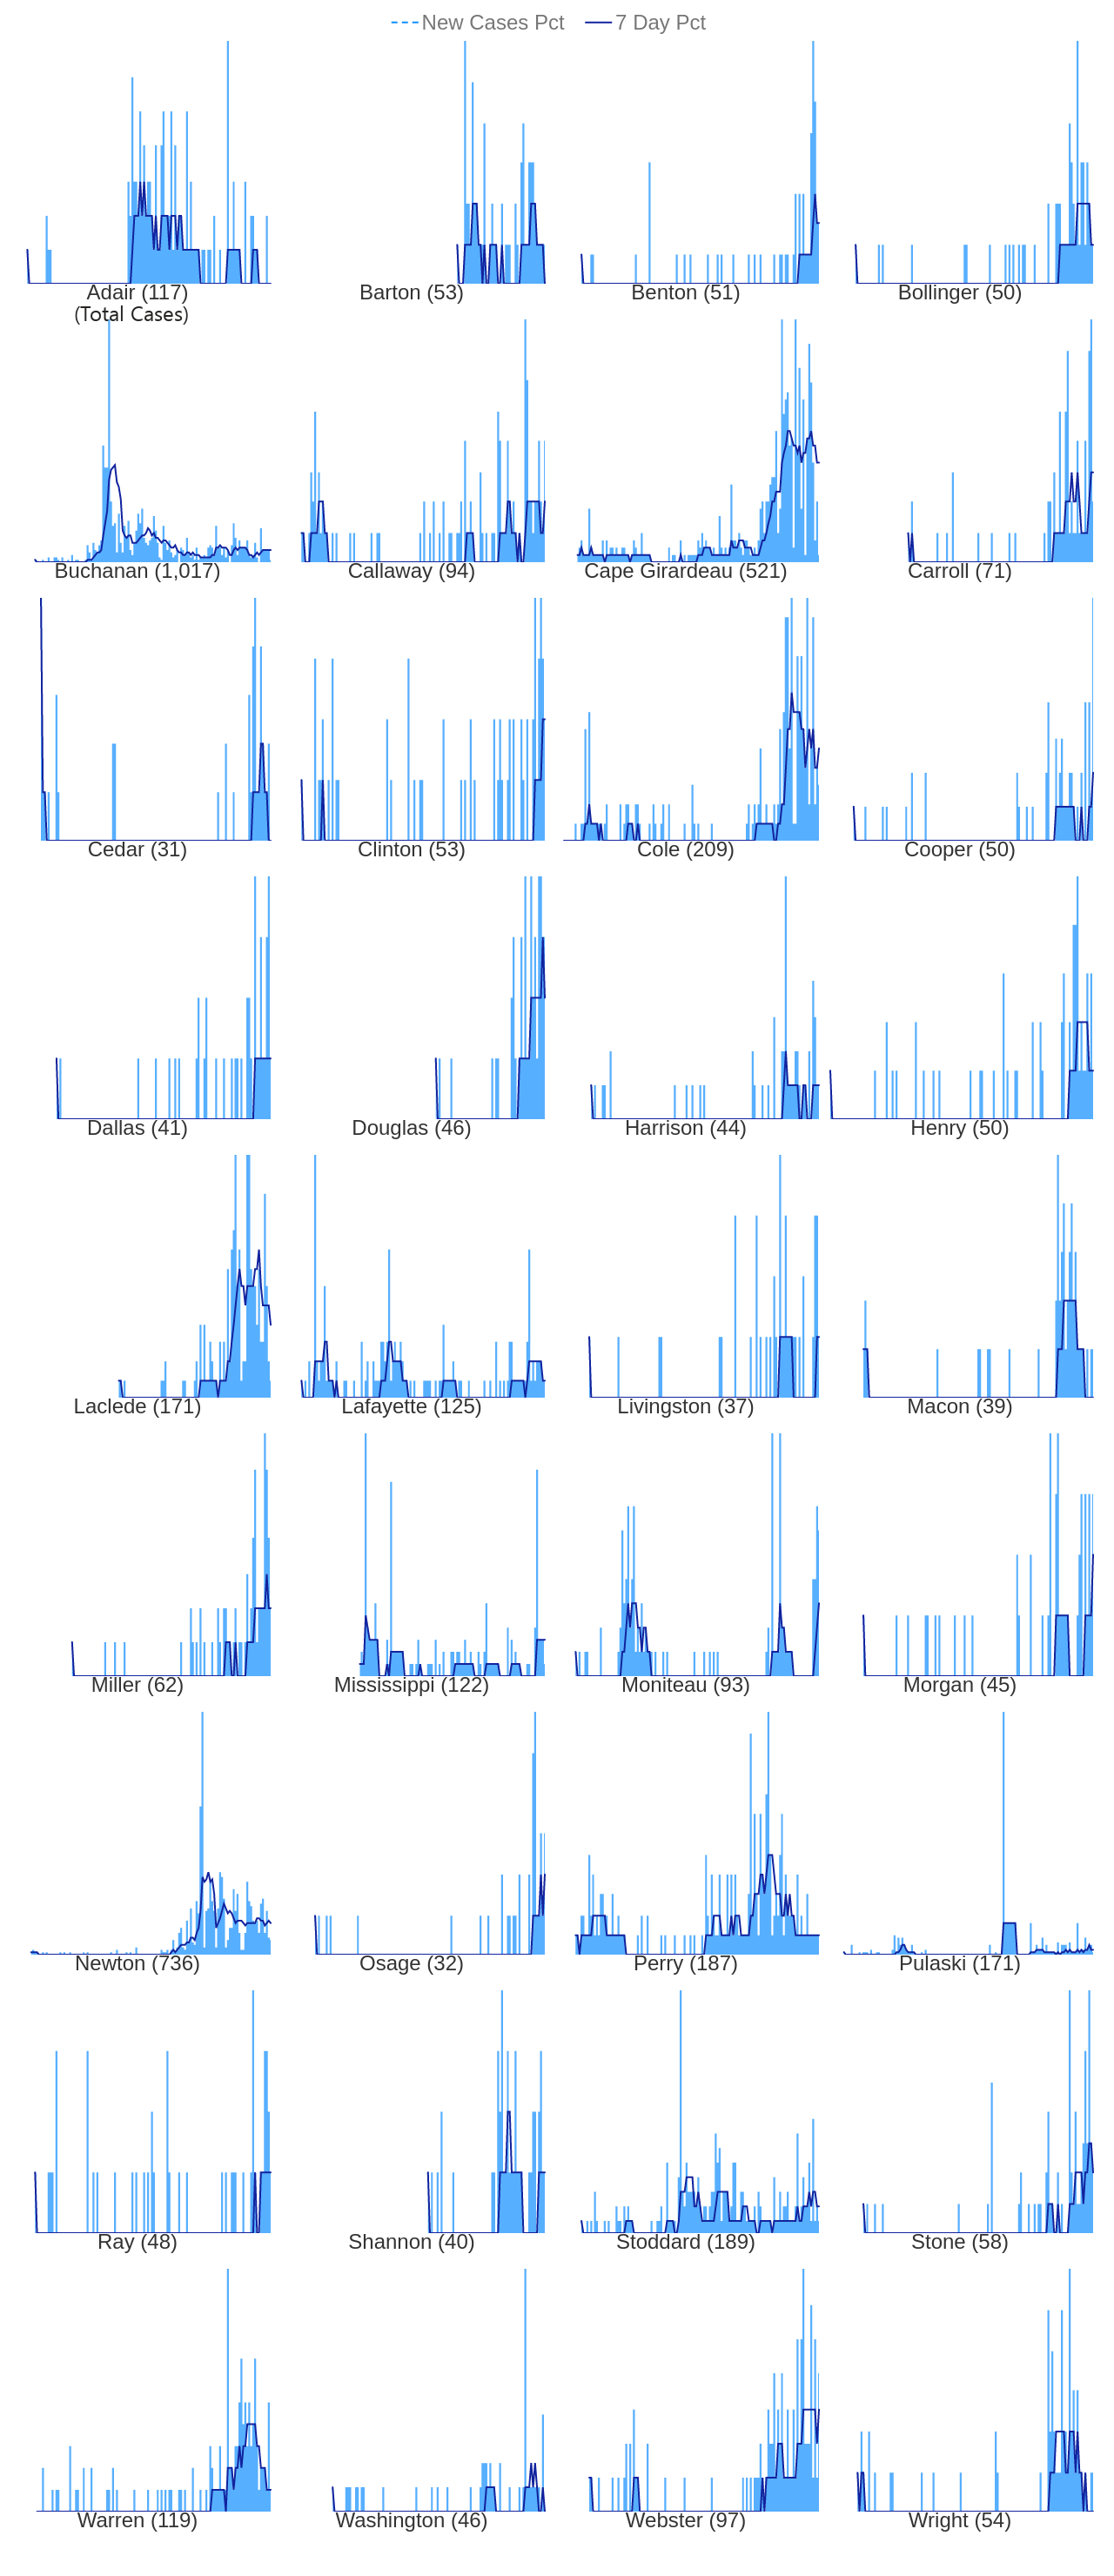 New Cases Pct 7 Day Pct
Adair (117) Barton (53) Benton (51) Bollinger (50)
(Total Cases)
Buchanan (1,017) Callaway (94) Cape Girardeau (521) Carroll (71)
Cedar (31) Clinton (53) Cole (209) Cooper (50)
Dallas (41) Douglas (46) Harrison (44) Henry (50)
Laclede (171) Lafayette (125) Livingston (37) Macon (39)
Miller (62) Mississippi (122) Moniteau (93) Morgan (45)
Newton (736) Osage (32) Perry (187) Pulaski (171)
Ray (48) Shannon (40) Stoddard (189) Stone (58)
Warren (119) Washington (46) Webster (97) Wright (54)